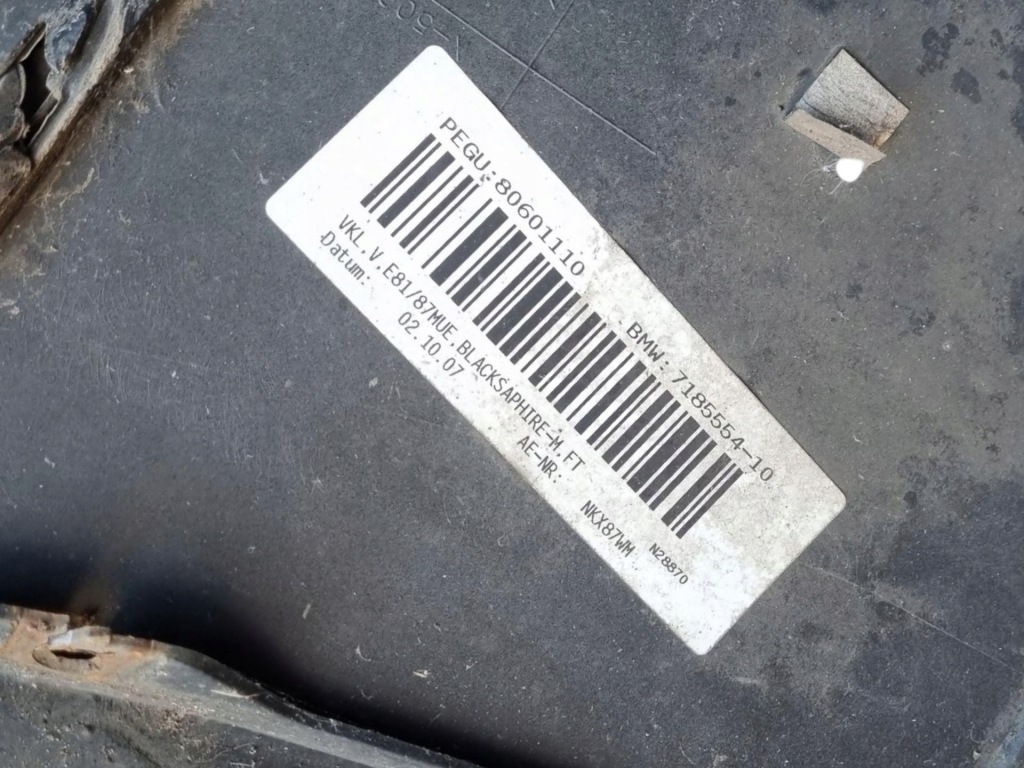 PEGU:80601110 BMW: 7185554-10
VKL.V.E81/87MUE.BLACKSAPHIRE-M.FT
Datum: 02.10.07 AE-NR: NKX87WM N28870